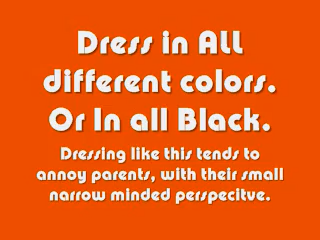 Dress in ALL
different colors.
Or In all Black.
Dressing like this tends to
annoy parents, with their small
narrow minded perspecitve.